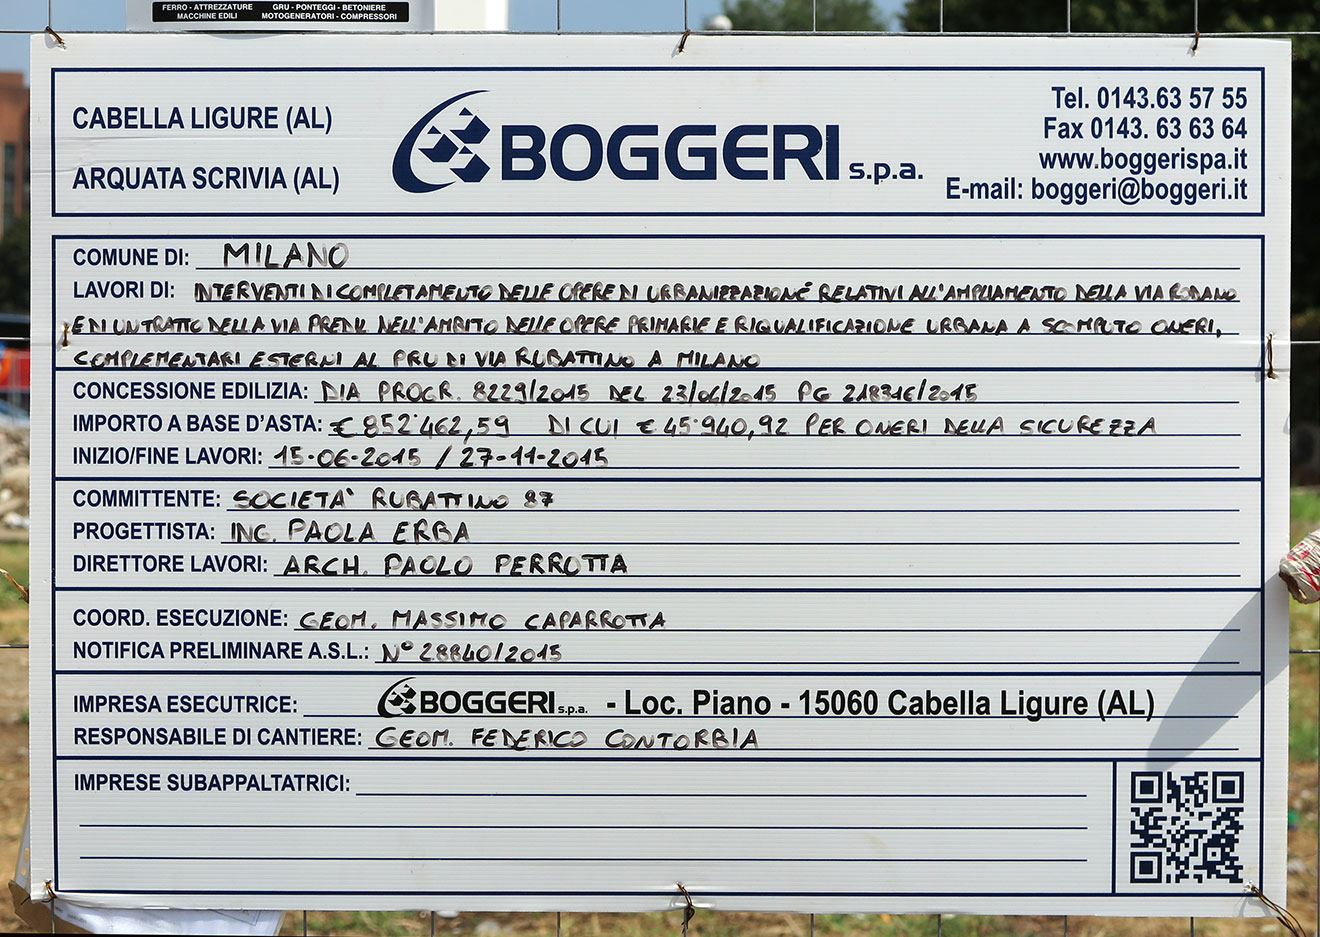 FERRO - ATTREZZATURE GRU - PONTEGGI - BETONIERE
MACCHINE EDILI MOTOGENERATORI - COMPRESSORI
CABELLA LIGURE (AL)
ARQUATA SCRIVIA (AL)
BOGGERI s.p.a.
Tel. 0143.63 57 55
Fax 0143. 63 63 64
www.boggerispa.it
E-mail: boggeri@boggeri.it
COMUNE DI: MILANO
LAVORI DI: INTERVENTI DI COMPLETAMENTO DELLE OPERE DI URBANIZZAZIONE RELATIVI ALL'AMPLIAMENTO DELLA VIA RODANO
E DI UN TRATTO DELLA VIA PREDIL NELL'AMBITO DELLE OPERE PRIMARIE E RIQUALIFICAZIONE URBANA A SCOMPUTO ONERI,
COMPLEMENTARI ESTERNI AL PRU DI VIA RUBATTINO A MILANO
CONCESSIONE EDILIZIA: DIA PROGR. 8229/2015 DEL 23/04/2015 PG 218316/2015
IMPORTO A BASE D'ASTA: € 852'462,59 DI CUI € 45'940,92 PER ONERI DELLA SICUREZZA
INIZIO/FINE LAVORI: 15-06-2015 / 27-11-2015
COMMITTENTE: SOCIETA' RUBATTINO 87
PROGETTISTA: ING. PAOLA ERBA
DIRETTORE LAVORI: ARCH. PAOLO PERROTTA
COORD. ESECUZIONE: GEOM. MASSIMO CAPARROTTA
NOTIFICA PRELIMINARE A.S.L.: N° 28840/2015
IMPRESA ESECUTRICE: BOGGERI s.p.a. - Loc. Piano - 15060 Cabella Ligure (AL)
RESPONSABILE DI CANTIERE: GEOM. FEDERICO CONTORBIA
IMPRESE SUBAPPALTATRICI: